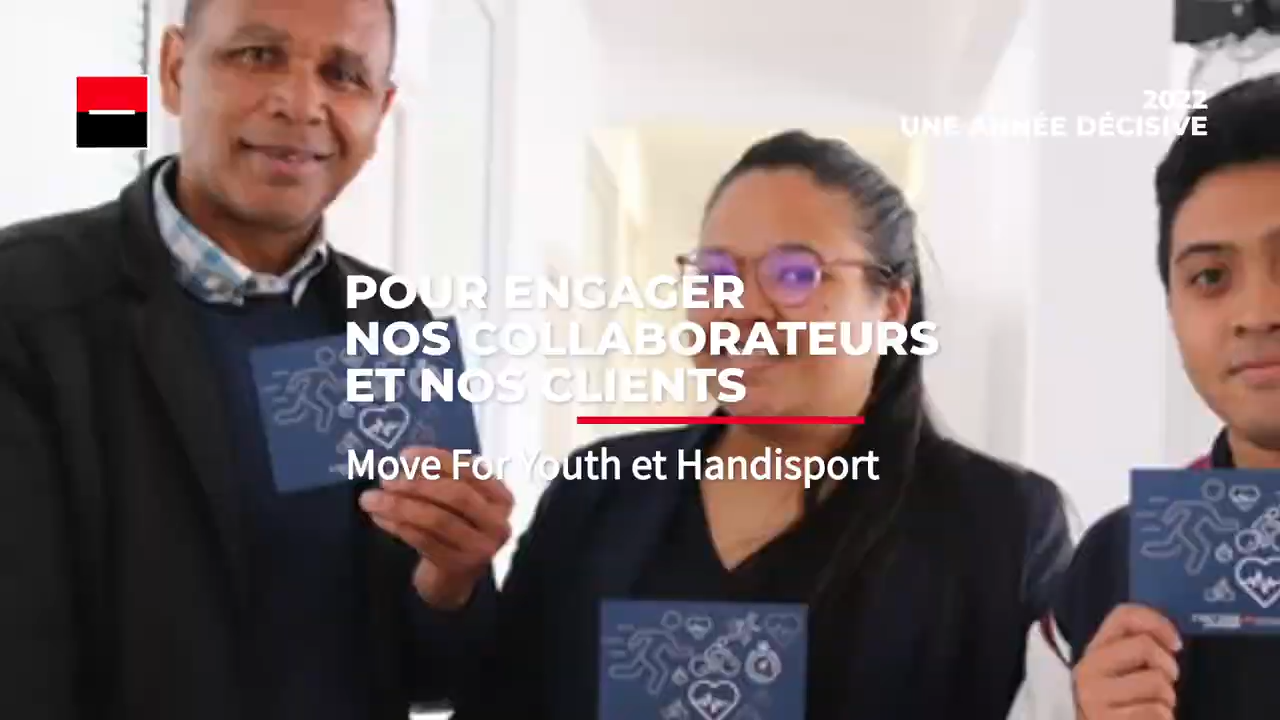 2022
UNE ANNÉE DÉCISIVE
POUR ENGAGER
NOS COLLABORATEURS
ET NOS CLIENTS
Move For Youth et Handisport